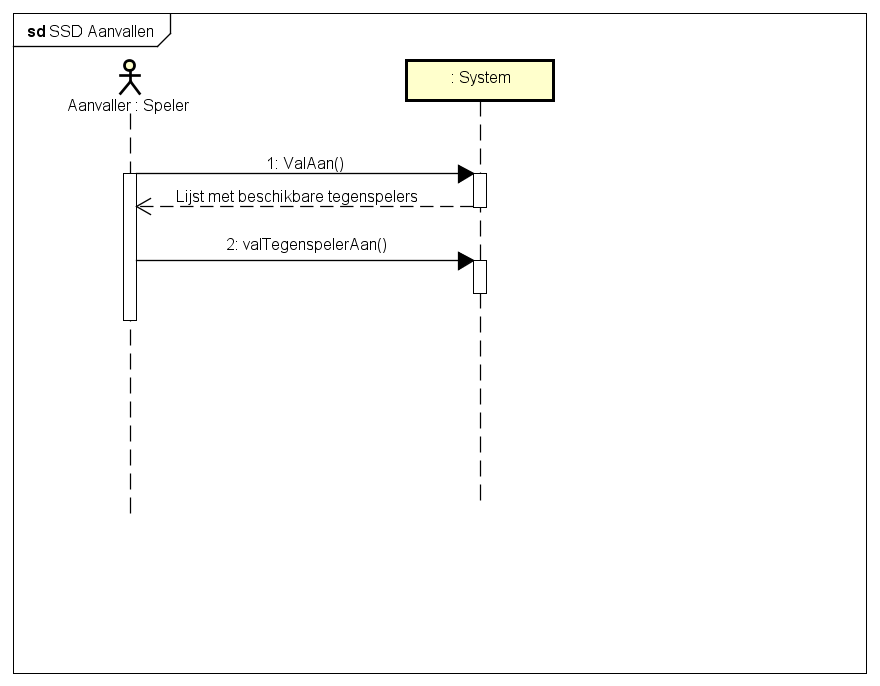 sd SSD Aanvallen
Aanvaller : Speler
: System
1: ValAan()
Lijst met beschikbare tegenspelers
2: valTegenspelerAan()